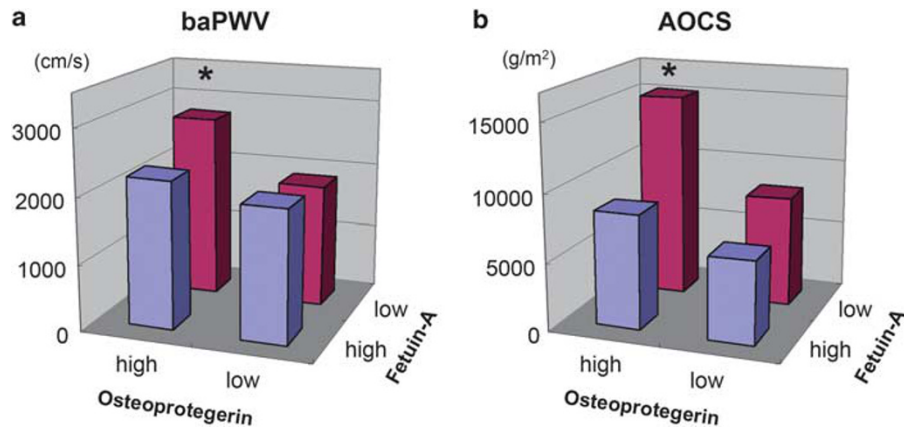 a
baPWV
(cm/s)
*
3000
2000
1000
0
high
low
Osteoprotegerin
low
high
Fetuin-A
b
AOCS
(g/m²)
*
15000
10000
5000
0
high
low
Osteoprotegerin
low
high
Fetuin-A